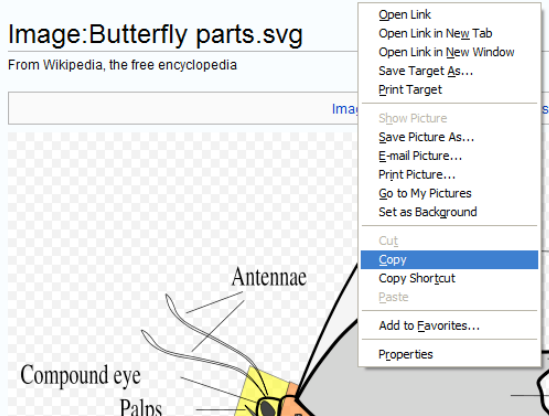 Image:Butterfly parts.svg
From Wikipedia, the free encyclopedia
Open Link
Open Link in New Tab
Open Link in New Window
Save Target As...
Print Target
Show Picture
Save Picture As...
E-mail Picture...
Print Picture...
Go to My Pictures
Set as Background
Cut
Copy
Copy Shortcut
Paste
Add to Favorites...
Properties
Antennae
Compound eye
Palps